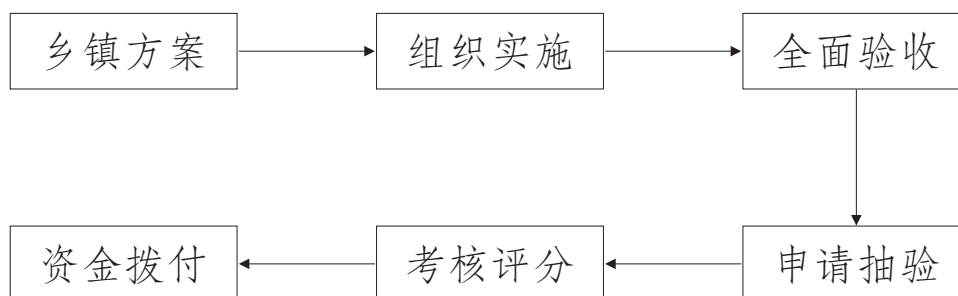 乡镇方案
组织实施
全面验收
申请抽验
考核评分
资金拨付